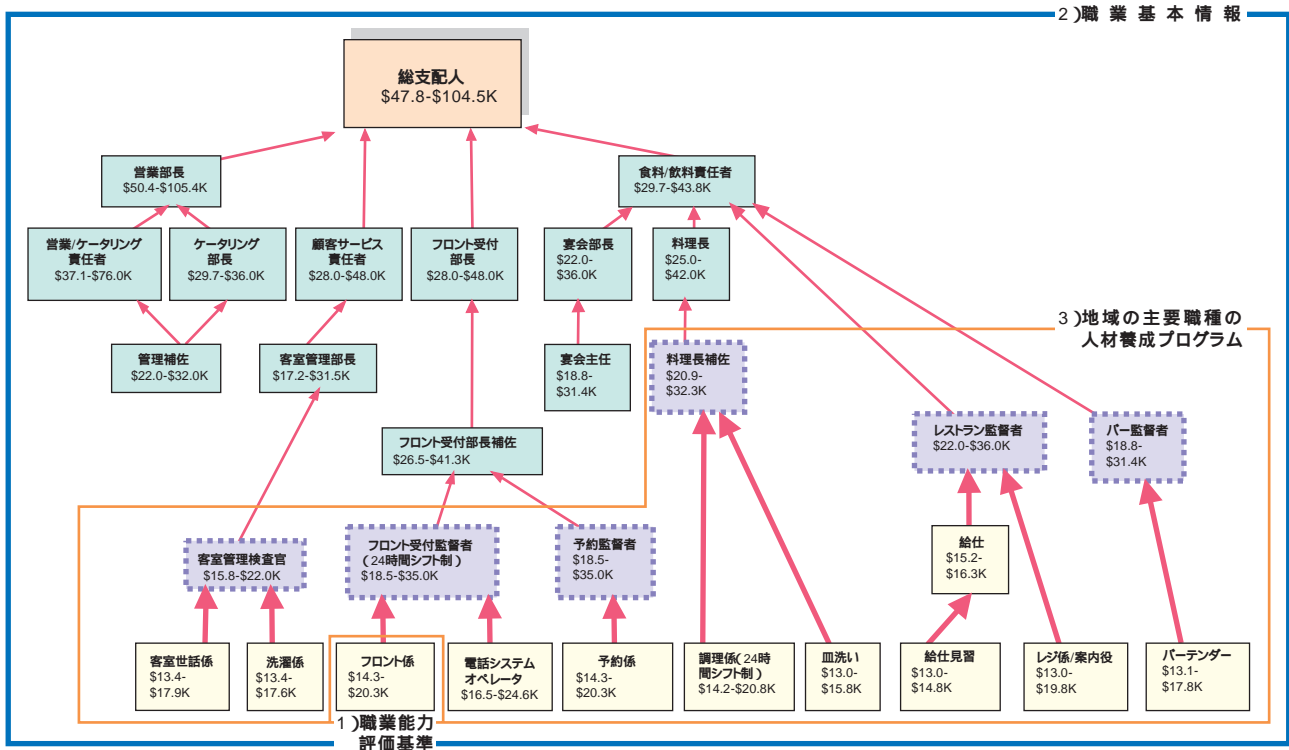 2)職業基本情報
総支配人
$47.8-$104.5K
営業部長
$50.4-$105.4K
食料/飲料責任者
$29.7-$43.8K
営業/ケータリング
責任者
$37.1-$76.0K
ケータリング
部長
$29.7-$36.0K
顧客サービス
責任者
$28.0-$48.0K
フロント受付
部長
$28.0-$48.0K
宴会部長
$22.0-
$36.0K
料理長
$25.0-
$42.0K
3)地域の主要職種の
人材養成プログラム
管理補佐
$22.0-$32.0K
客室管理部長
$17.2-$31.5K
宴会主任
$18.8-
$31.4K
料理長補佐
$20.9-
$32.3K
フロント受付部長補佐
$26.5-$41.3K
レストラン監督者
$22.0-$36.0K
バー監督者
$18.8-
$31.4K
客室管理検査官
$15.8-$22.0K
フロント受付監督者
(24時間シフト制)
$18.5-$35.0K
予約監督者
$18.5-
$35.0K
給仕
$15.2-
$16.3K
客室世話係
$13.4-
$17.9K
洗濯係
$13.4-
$17.6K
フロント係
$14.3-
$20.3K
電話システム
オペレータ
$16.5-$24.6K
予約係
$14.3-
$20.3K
調理係(24時
間シフト制)
$14.2-$20.8K
皿洗い
$13.0-
$15.8K
給仕見習
$13.0-
$14.8K
レジ係/案内役
$13.0-
$19.8K
バーテンダー
$13.1-
$17.8K
1)職業能力
評価基準